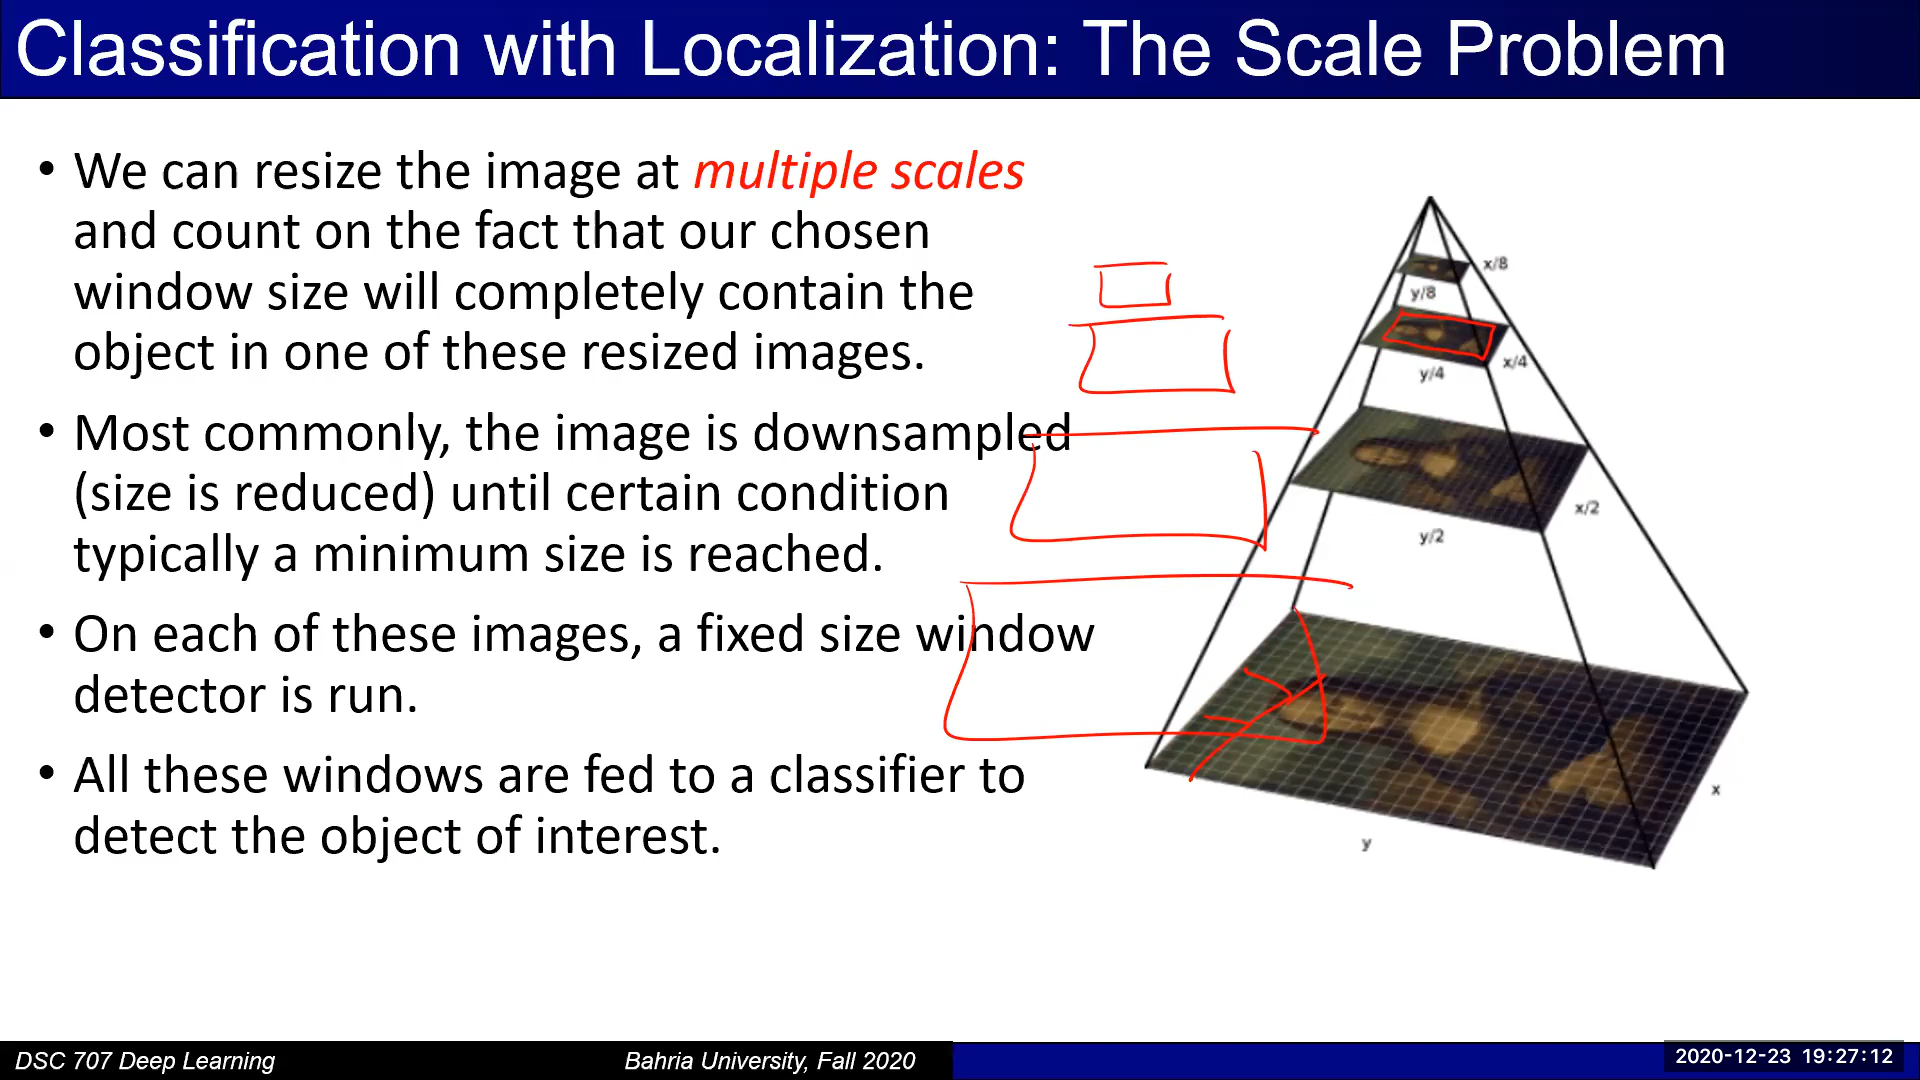 Classification with Localization: The Scale Problem
• We can resize the image at multiple scales
and count on the fact that our chosen
window size will completely contain the
object in one of these resized images.
• Most commonly, the image is downsampled
(size is reduced) until certain condition
typically a minimum size is reached.
• On each of these images, a fixed size window
detector is run.
• All these windows are fed to a classifier to
detect the object of interest.
x/8
y/8
x/4
y/4
x/2
y/2
x
y
DSC 707 Deep Learning
Bahria University, Fall 2020
2020-12-23 19:27:12